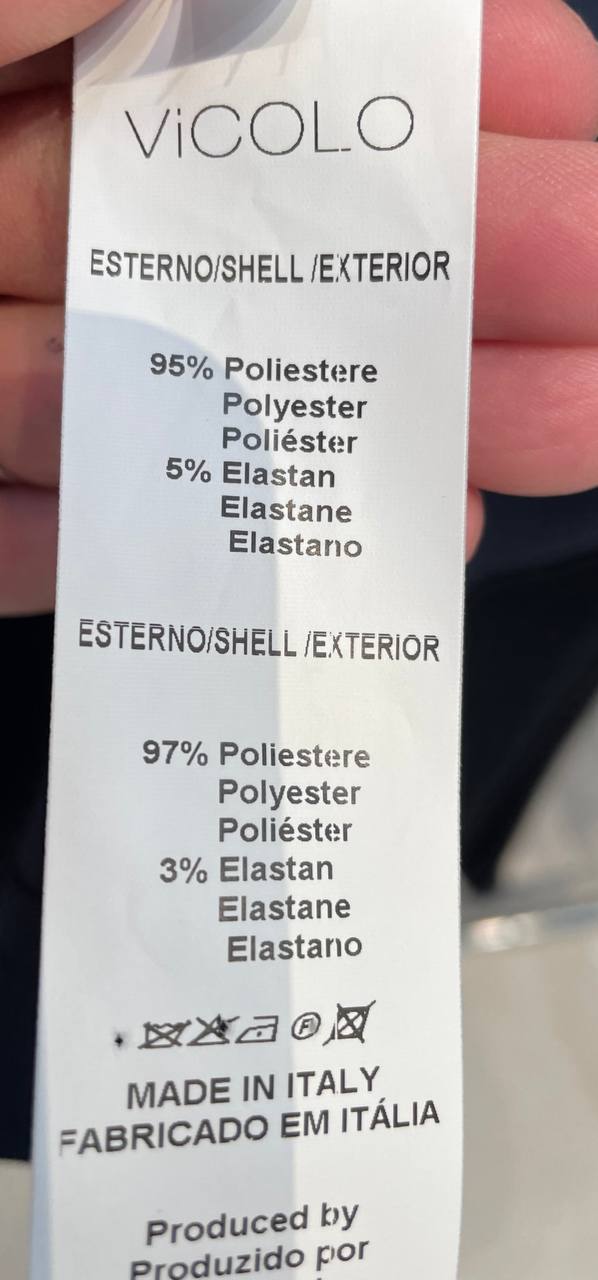 ViCOLO
ESTERNO/SHELL /EXTERIOR
95% Poliestere
Polyester
Poliéster
5% Elastan
Elastane
Elastano
ESTERNO/SHELL /EXTERIOR
97% Poliestere
Polyester
Poliéster
3% Elastan
Elastane
Elastano
F
MADE IN ITALY
FABRICADO EM ITÁLIA
Produced by
Produzido por